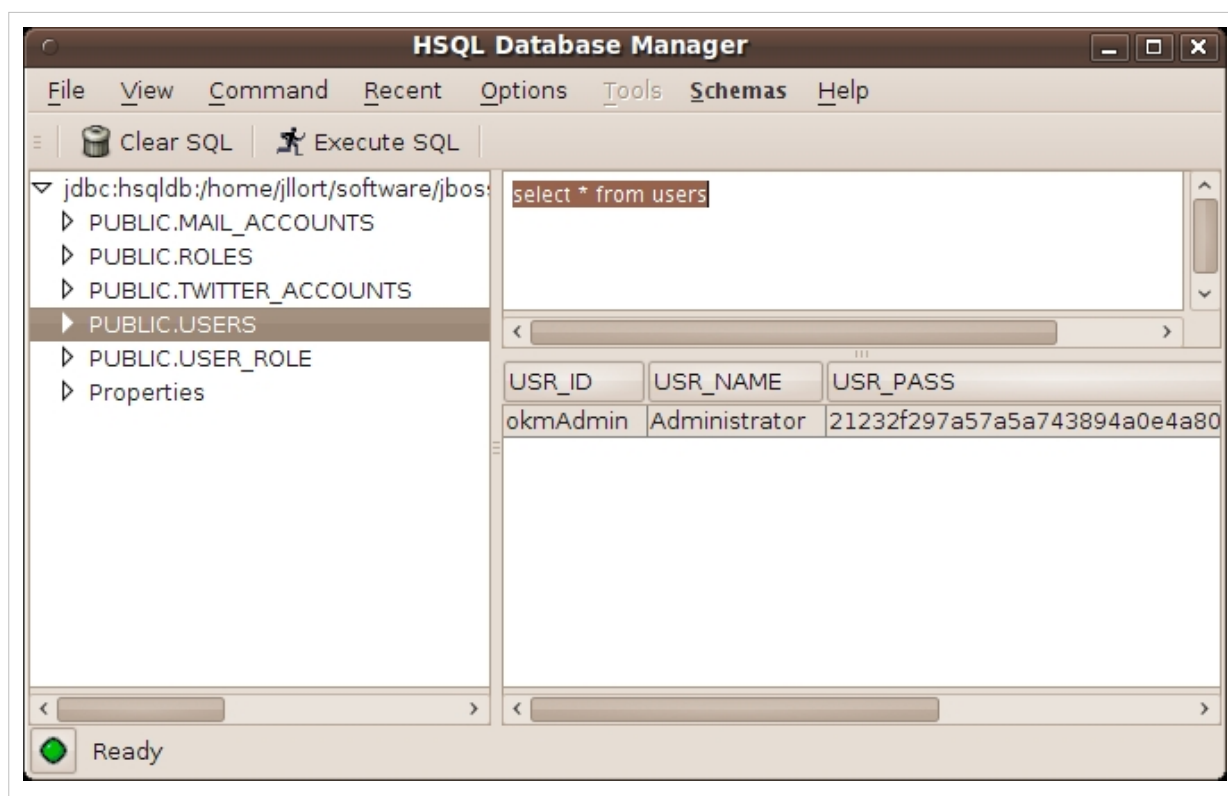 HSQL Database Manager
File View Command Recent Options Tools Schemas Help
Clear SQL Execute SQL
jdbc:hsqldb:/home/jllort/software/jbos
PUBLIC.MAIL_ACCOUNTS
PUBLIC.ROLES
PUBLIC.TWITTER_ACCOUNTS
PUBLIC.USERS
PUBLIC.USER_ROLE
Properties
select * from users
USR_ID USR_NAME USR_PASS
okmAdmin Administrator 21232f297a57a5a743894a0e4a80
Ready